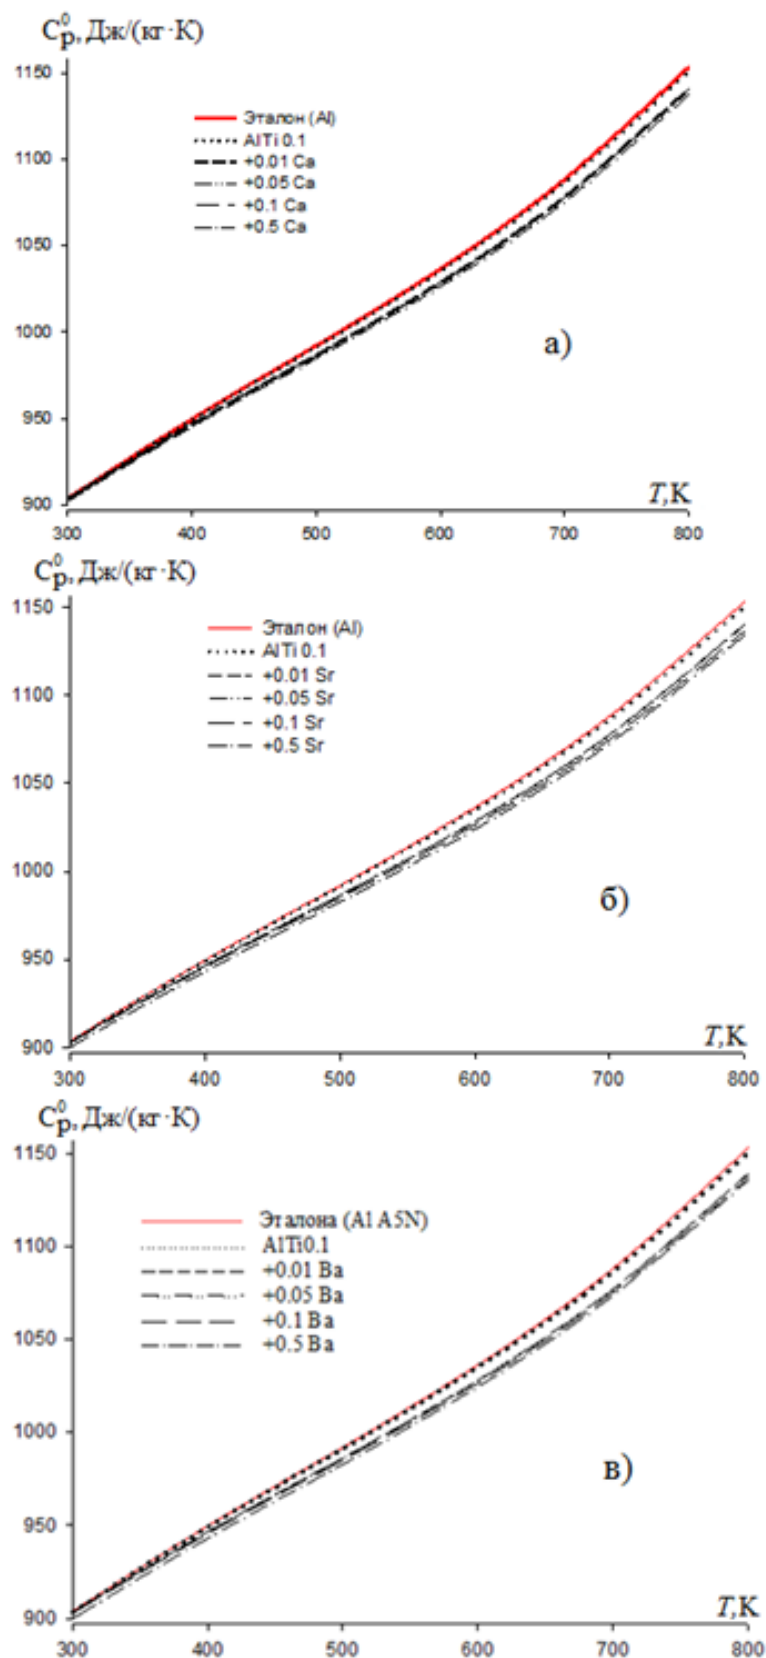 C⁰p, Дж/(кг·К)
1150
1100
1050
1000
950
900
Эталон (Al)
AlTi 0.1
+0.01 Ca
+0.05 Ca
+0.1 Ca
+0.5 Ca
а)
T,K
300 400 500 600 700 800
C⁰p, Дж/(кг·К)
1150
1100
1050
1000
950
900
Эталон (Al)
AlTi 0.1
+0.01 Sr
+0.05 Sr
+0.1 Sr
+0.5 Sr
б)
T,K
300 400 500 600 700 800
C⁰p, Дж/(кг·К)
1150
1100
1050
1000
950
900
Эталона (Al A5N)
AlTi0.1
+0.01 Ba
+0.05 Ba
+0.1 Ba
+0.5 Ba
в)
T,K
300 400 500 600 700 800